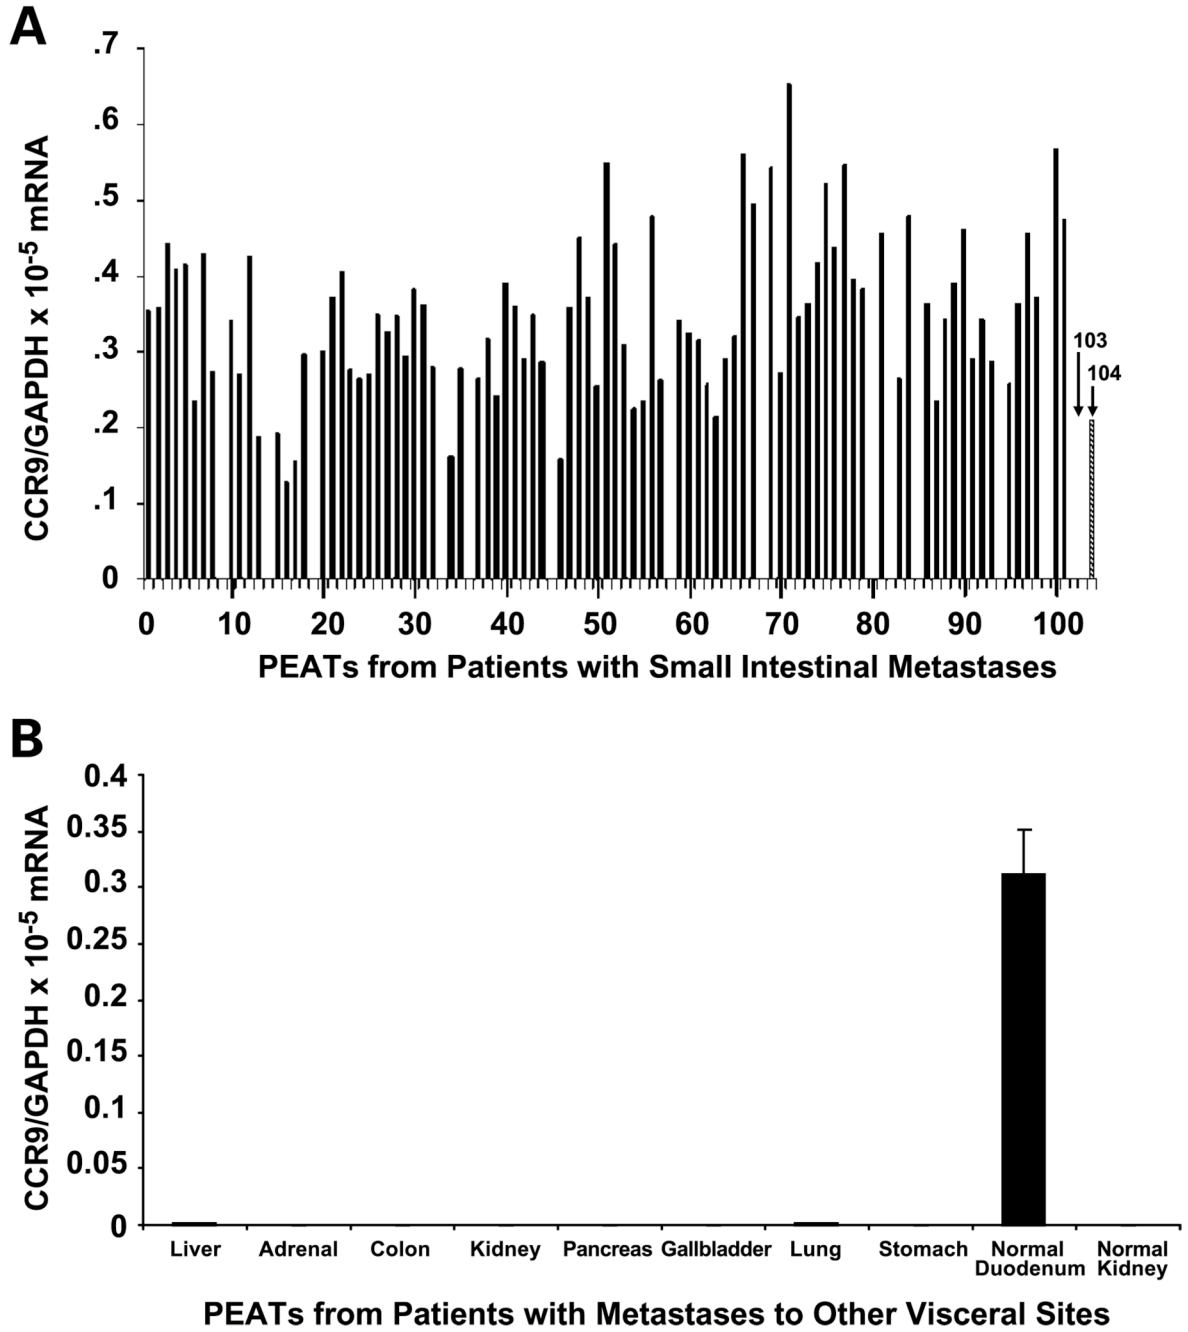 A
.7
.6
.5
.4
.3
.2
.1
0
CCR9/GAPDH x 10-5 mRNA
103
104
0 10 20 30 40 50 60 70 80 90 100
PEATs from Patients with Small Intestinal Metastases
B
0.4
0.35
0.3
0.25
0.2
0.15
0.1
0.05
0
CCR9/GAPDH x 10-5 mRNA
Liver Adrenal Colon Kidney Pancreas Gallbladder Lung Stomach Normal Normal
Duodenum Kidney
PEATs from Patients with Metastases to Other Visceral Sites